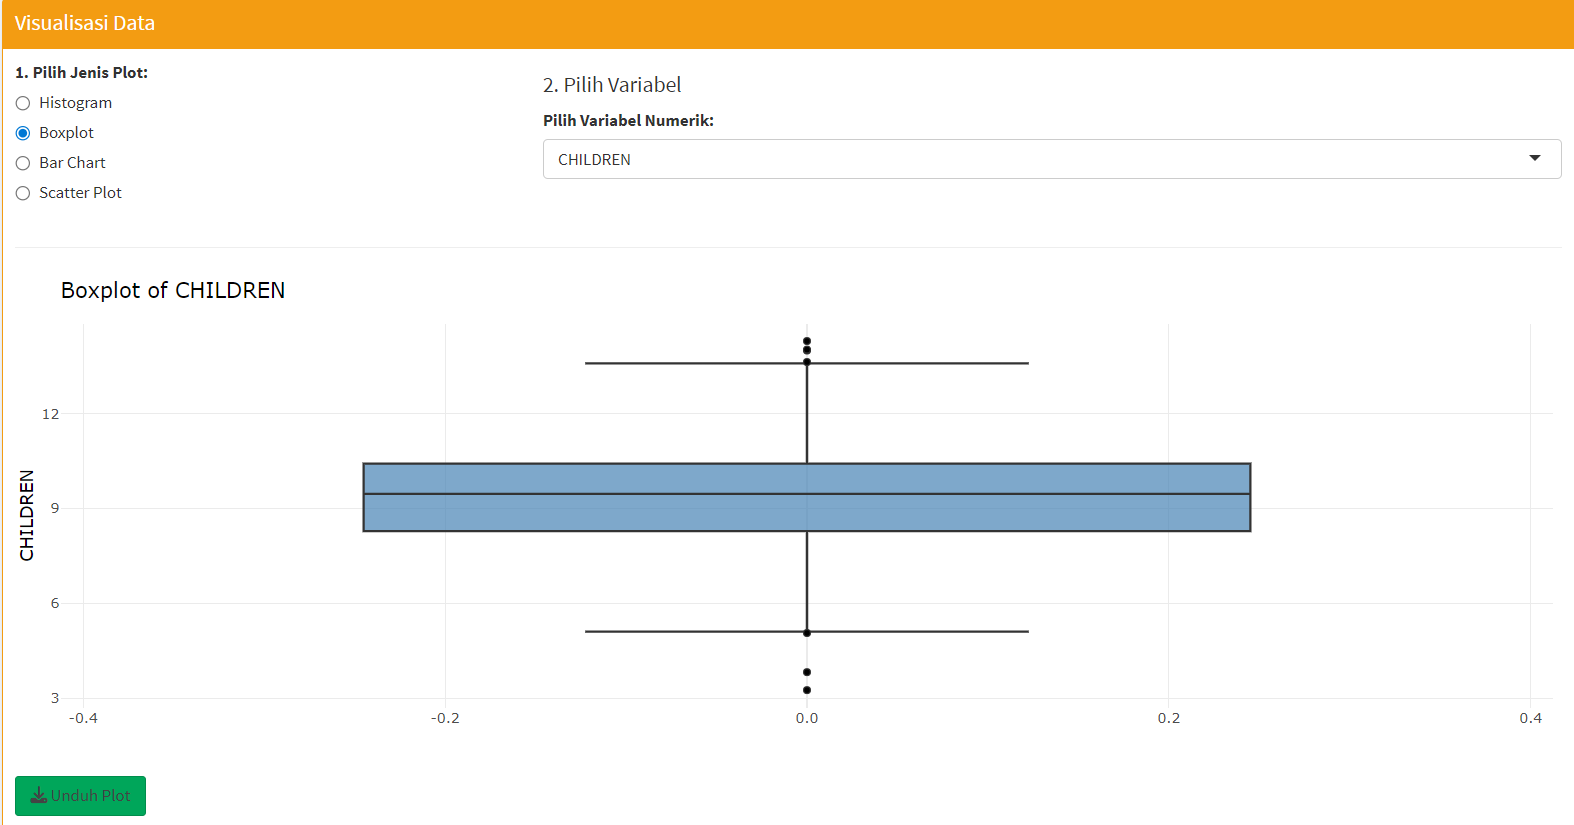 Visualisasi Data
1. Pilih Jenis Plot:
Histogram
Boxplot
Bar Chart
Scatter Plot
2. Pilih Variabel
Pilih Variabel Numerik:
CHILDREN
Boxplot of CHILDREN
CHILDREN
12
9
6
3
-0.4 -0.2 0.0 0.2 0.4
Unduh Plot